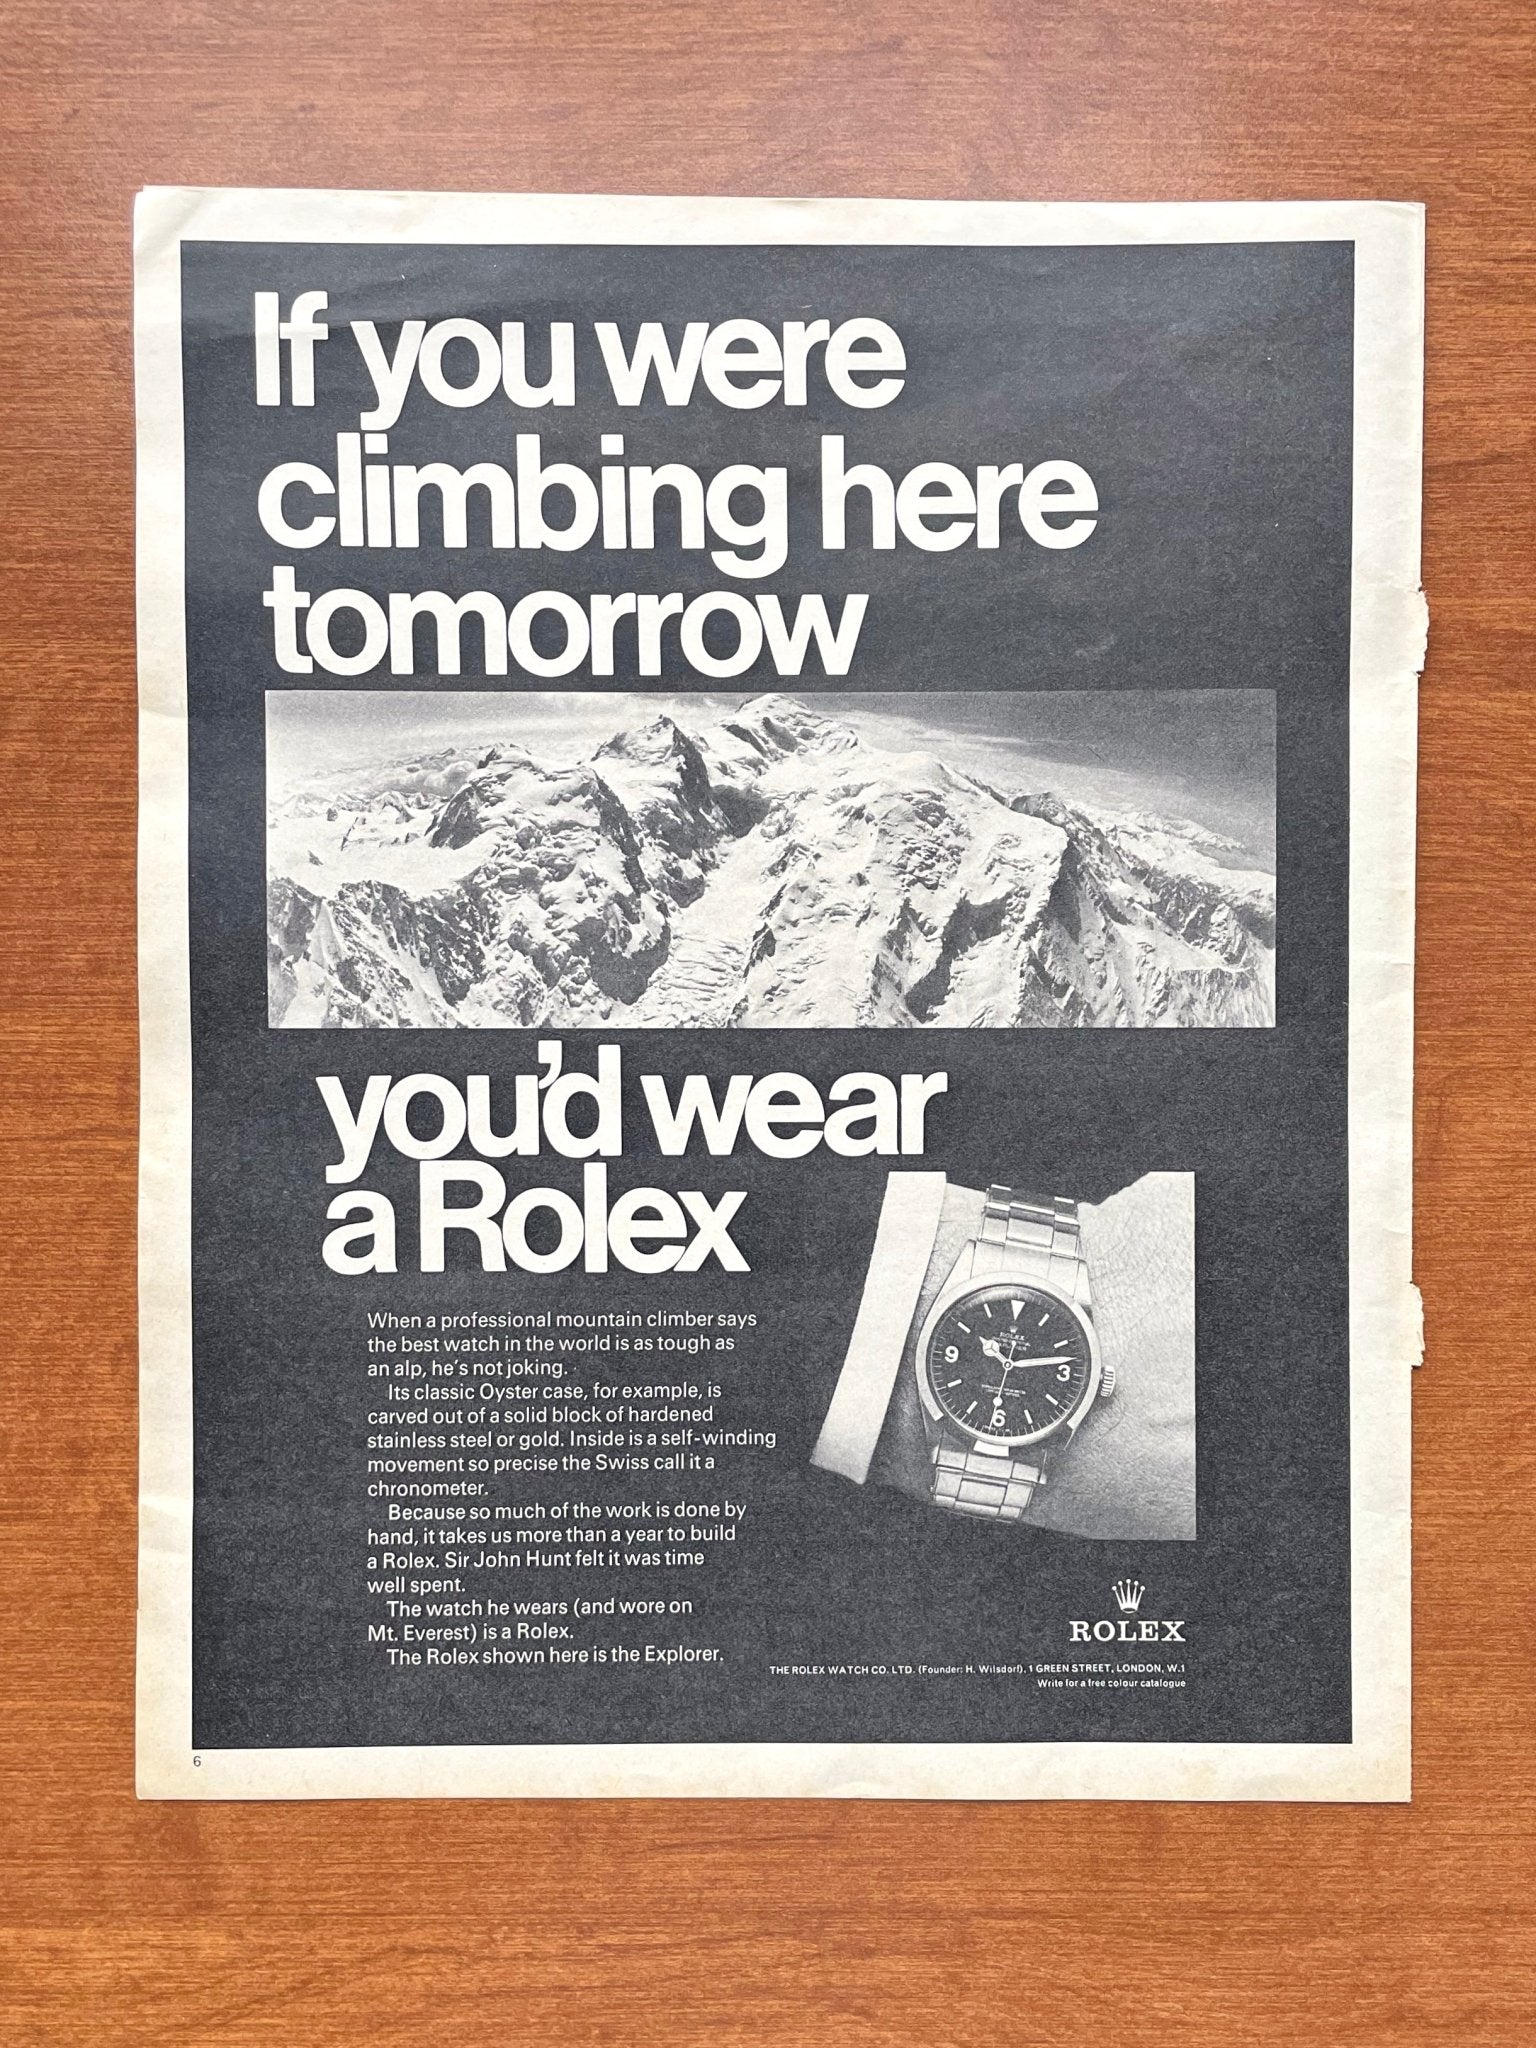 If you were
climbing here
tomorrow
you'd wear
a Rolex
When a professional mountain climber says
the best watch in the world is as tough as
an alp, he's not joking.
Its classic Oyster case, for example, is
carved out of a solid block of hardened
stainless steel or gold. Inside is a self-winding
movement so precise the Swiss call it a
chronometer.
Because so much of the work is done by
hand, it takes us more than a year to build
a Rolex. Sir John Hunt felt it was time
well spent.
The watch he wears (and wore on
Mt. Everest) is a Rolex.
The Rolex shown here is the Explorer.
ROLEX
9
3
6
ROLEX
THE ROLEX WATCH CO. LTD. (Founder: H. Wilsdorf), 1 GREEN STREET, LONDON, W.1
Write for a free colour catalogue
6